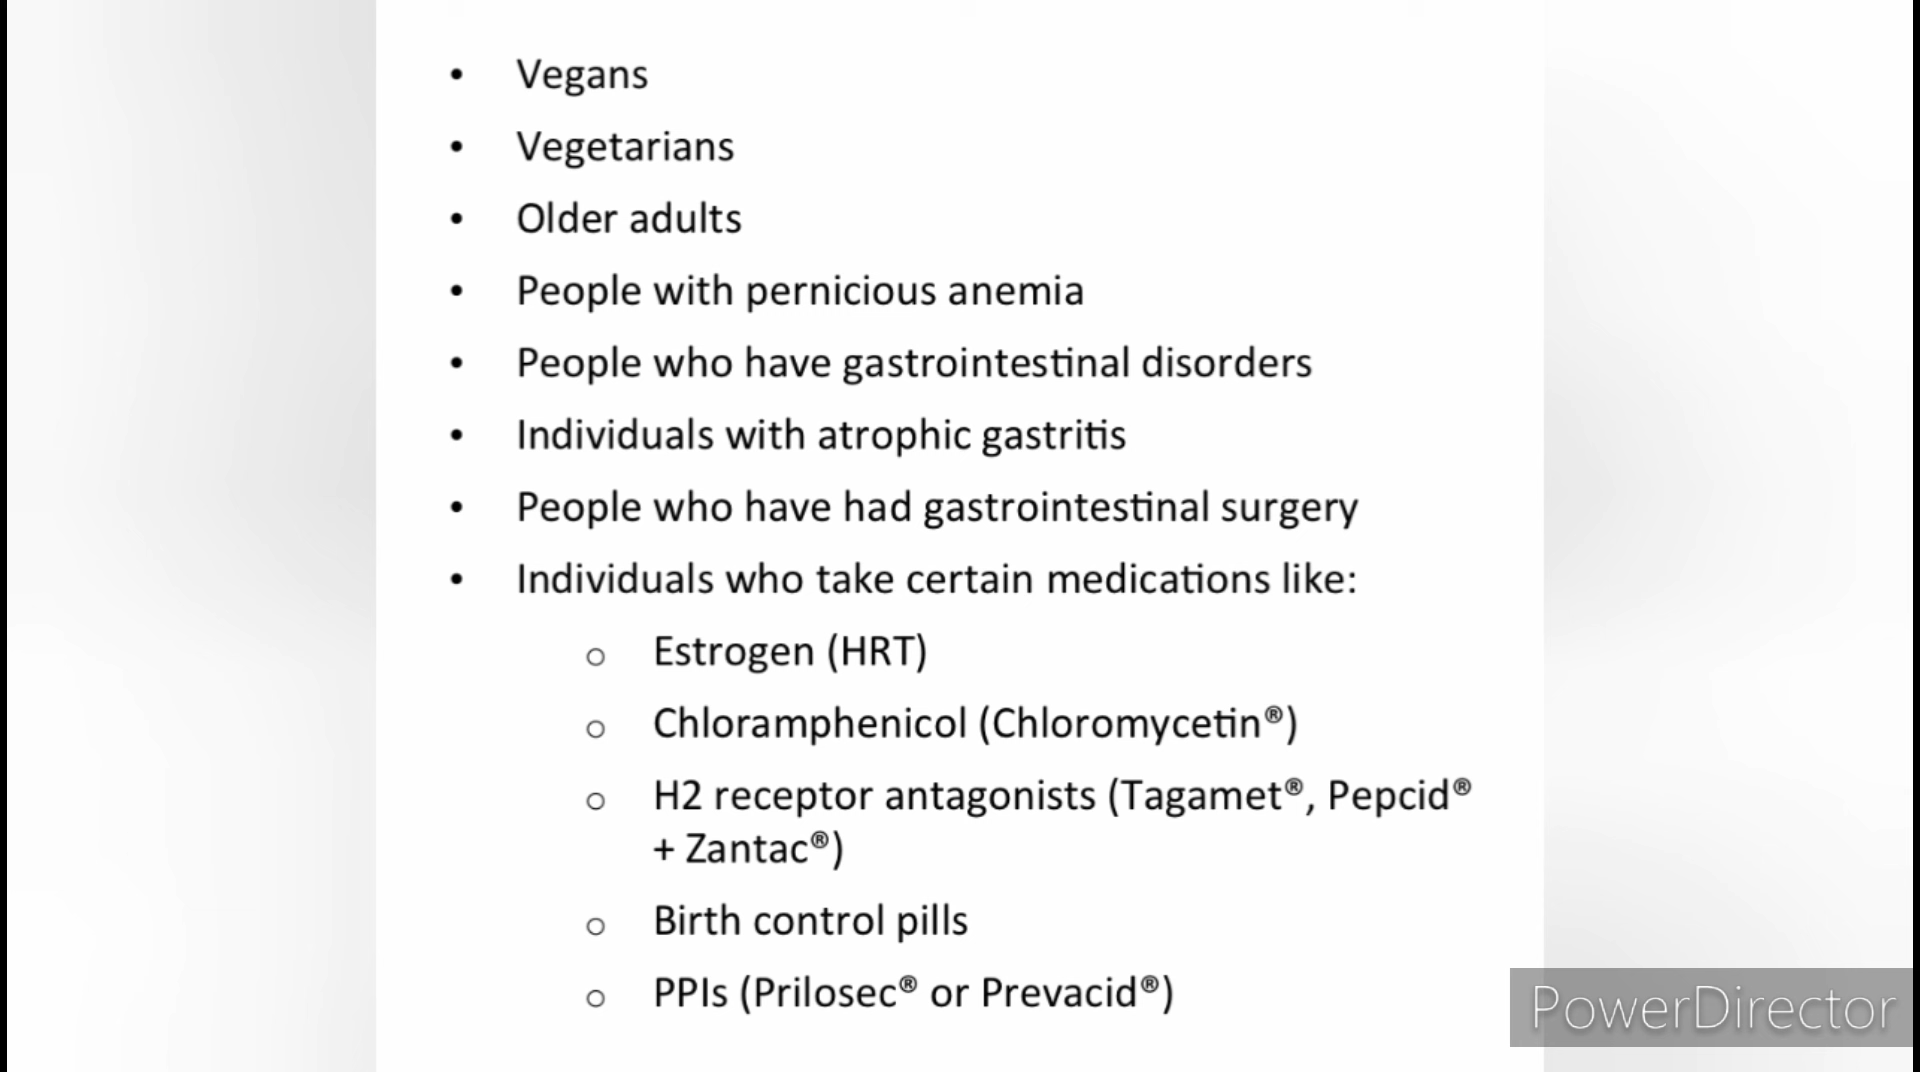 • Vegans
• Vegetarians
• Older adults
• People with pernicious anemia
• People who have gastrointestinal disorders
• Individuals with atrophic gastritis
• People who have had gastrointestinal surgery
• Individuals who take certain medications like:
o Estrogen (HRT)
o Chloramphenicol (Chloromycetin®)
o H2 receptor antagonists (Tagamet®, Pepcid®
+ Zantac®)
o Birth control pills
o PPIs (Prilosec® or Prevacid®)
PowerDirector